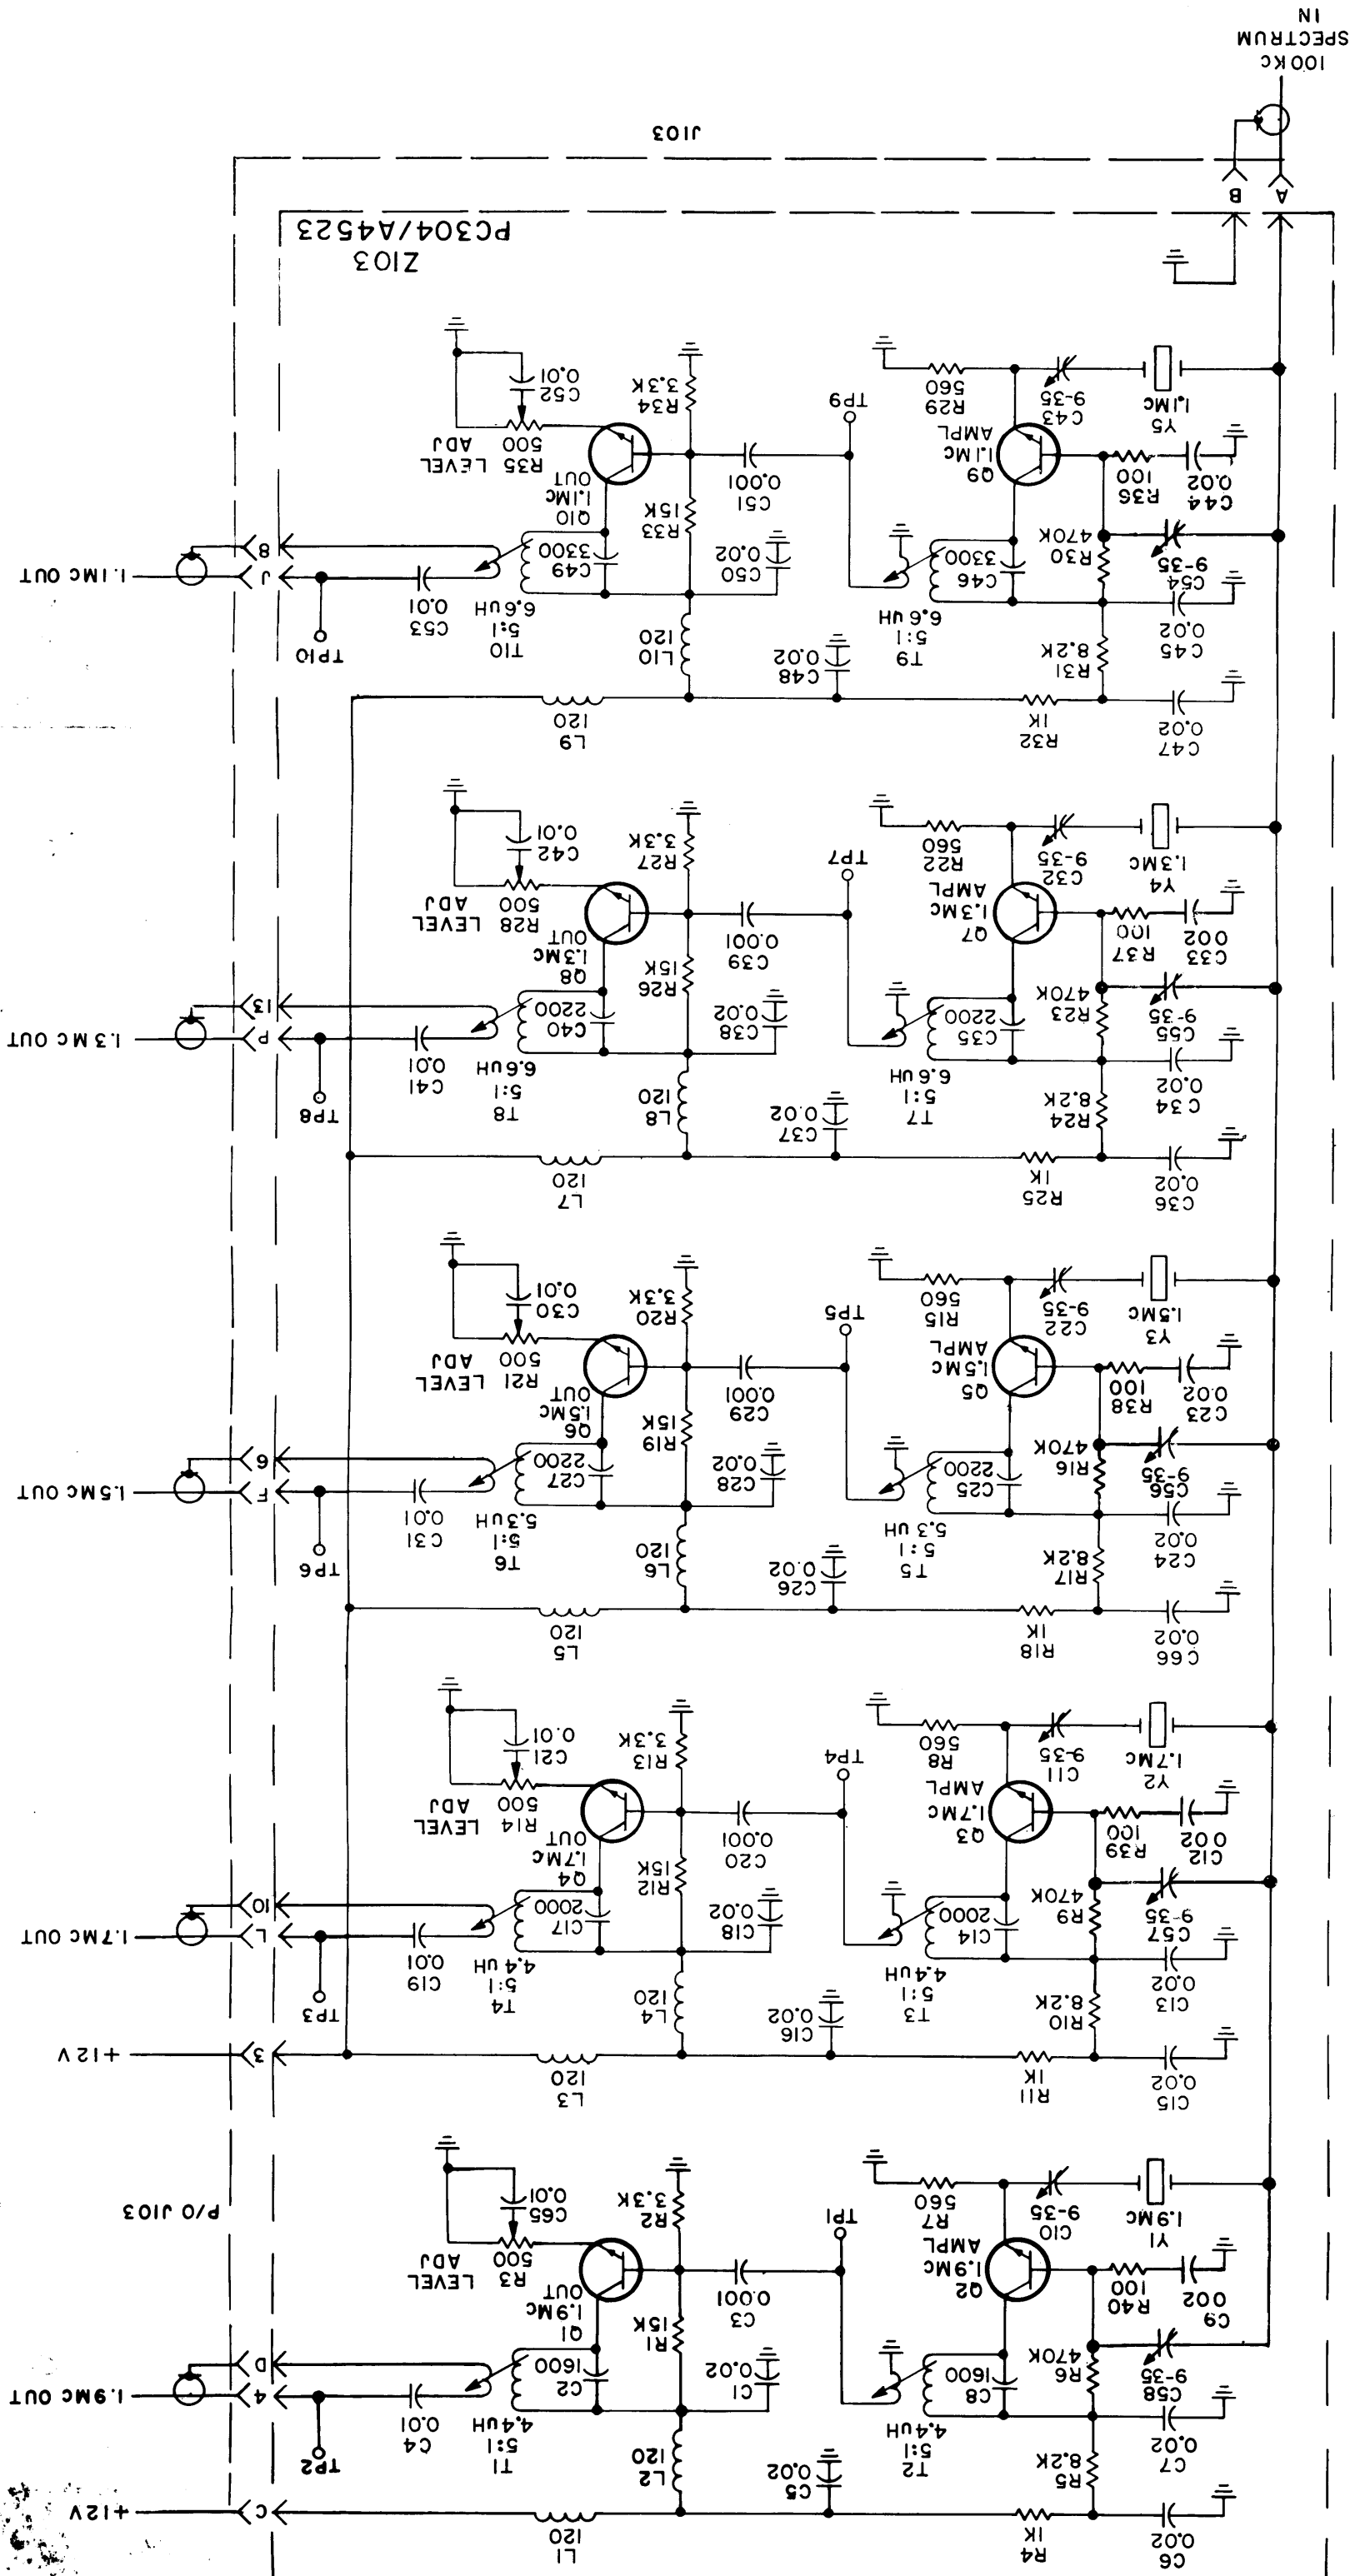 C6
0.02
R4
1K
L1
120
C
+12V
R5
8.2K
C7
0.02
C5
0.02
L2
120
T2
5:1
4.4uH
T1
5:1
4.4uH
TP2
C4
0.01
4
1.9Mc OUT
D
C58
9-35
R6
470K
C8
1600
C1
0.02
C2
1600
R1
15K
C9
002
R40
100
Q2
1.9Mc
AMPL
C3
0.001
Q1
1.9Mc
OUT
R3
500
LEVEL
ADJ
Y1
1.9Mc
C10
9-35
R7
560
TP1
R2
3.3K
C65
0.01
P/O J103
C15
0.02
R11
1K
L3
120
3
+12V
R10
8.2K
C13
0.02
C16
0.02
L4
120
T3
5:1
4.4uH
T4
5:1
4.4uH
TP3
C19
0.01
L
1.7Mc OUT
10
C57
9-35
R9
470K
C14
2000
C18
0.02
C17
2000
R12
15K
C12
002
R39
100
Q3
1.7Mc
AMPL
C20
0.001
Q4
1.7Mc
OUT
R14
500
LEVEL
ADJ
Y2
1.7Mc
C11
9-35
R8
560
TP4
R13
3.3K
C21
0.01
C66
0.02
R18
1K
L5
120
R17
8.2K
C24
0.02
C26
0.02
L6
120
T5
5:1
5.3uH
T6
5:1
5.3uH
TP6
C31
0.01
F
1.5Mc OUT
6
C56
9-35
R16
470K
C25
2200
C28
0.02
C27
2200
R19
15K
C23
0.02
R38
100
Q5
1.5Mc
AMPL
C29
0.001
Q6
1.5Mc
OUT
R21
500
LEVEL
ADJ
Y3
1.5Mc
C22
9-35
R15
560
TP5
R20
3.3K
C30
0.01
C36
0.02
R25
1K
L7
120
R24
8.2K
C34
0.02
C37
0.02
L8
120
T7
5:1
6.6uH
T8
5:1
6.6uH
TP8
C41
0.01
P
1.3Mc OUT
13
C55
9-35
R23
470K
C35
2200
C38
0.02
C40
2200
R26
15K
C33
002
R37
100
Q7
1.3Mc
AMPL
C39
0.001
Q8
1.3Mc
OUT
R28
500
LEVEL
ADJ
Y4
1.3Mc
C32
9-35
R22
560
TP7
R27
3.3K
C42
0.01
C47
0.02
R32
1K
L9
120
R31
8.2K
C45
0.02
C48
0.02
L10
120
T9
5:1
6.6uH
T10
5:1
6.6uH
TP10
C53
0.01
J
1.1Mc OUT
8
C54
9-35
R30
470K
C46
3300
C50
0.02
C49
3300
R33
15K
C44
0.02
R36
100
Q9
1.1Mc
AMPL
C51
0.001
Q10
1.1Mc
OUT
R35
500
LEVEL
ADJ
Y5
1.1Mc
C43
9-35
R29
560
TP9
R34
3.3K
C52
0.01
Z103
PC304/A4523
A
B
J103
100Kc
SPECTRUM
IN